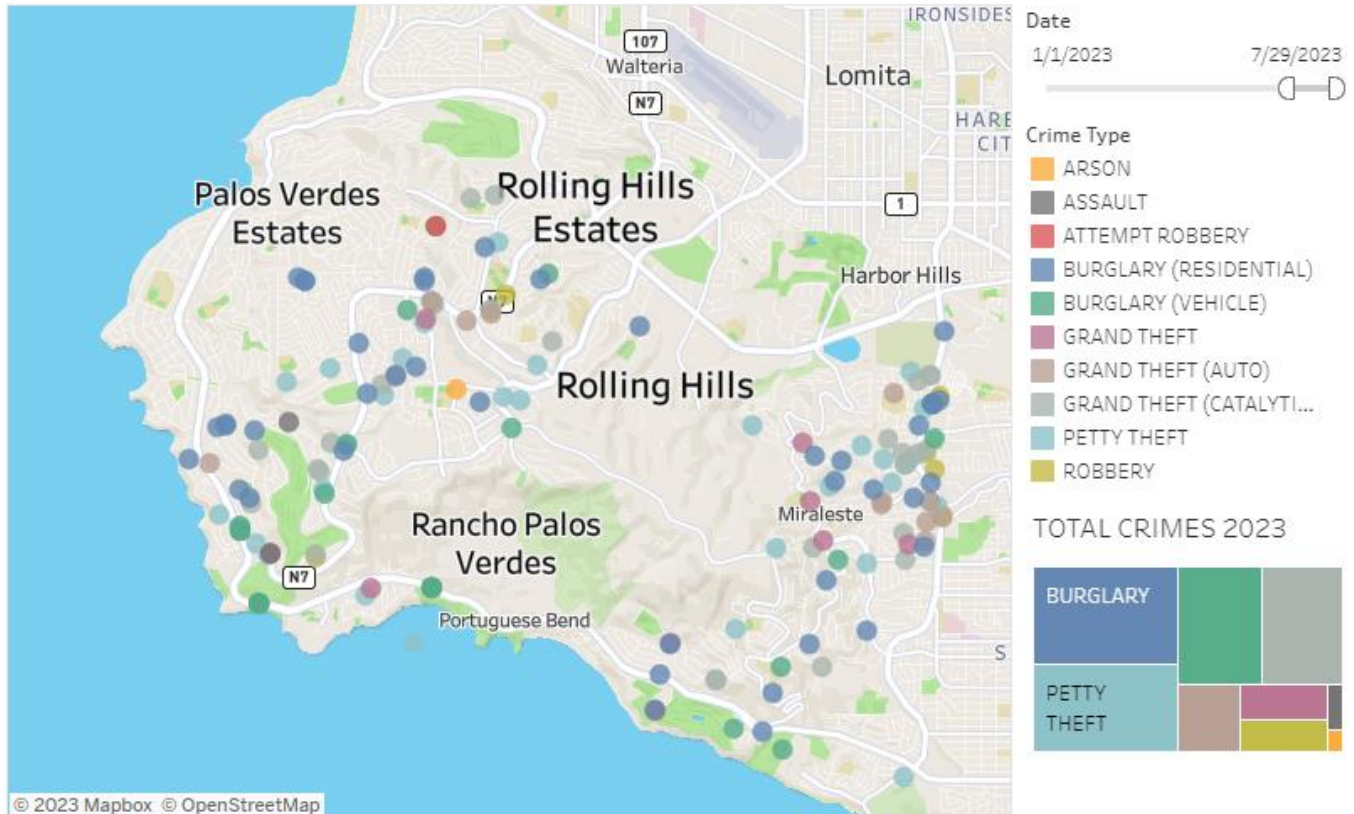 IRONSIDES
107
Walteria
Lomita
N7
HARB
CIT
Palos Verdes
Estates
Rolling Hills
Estates
1
Harbor Hills
Rolling Hills
Rancho Palos
Verdes
Miraleste
N7
Portuguese Bend
S
© 2023 Mapbox © OpenStreetMap
Date
1/1/2023 7/29/2023
Crime Type
ARSON
ASSAULT
ATTEMPT ROBBERY
BURGLARY (RESIDENTIAL)
BURGLARY (VEHICLE)
GRAND THEFT
GRAND THEFT (AUTO)
GRAND THEFT (CATALYTI...
PETTY THEFT
ROBBERY
TOTAL CRIMES 2023
BURGLARY
PETTY
THEFT